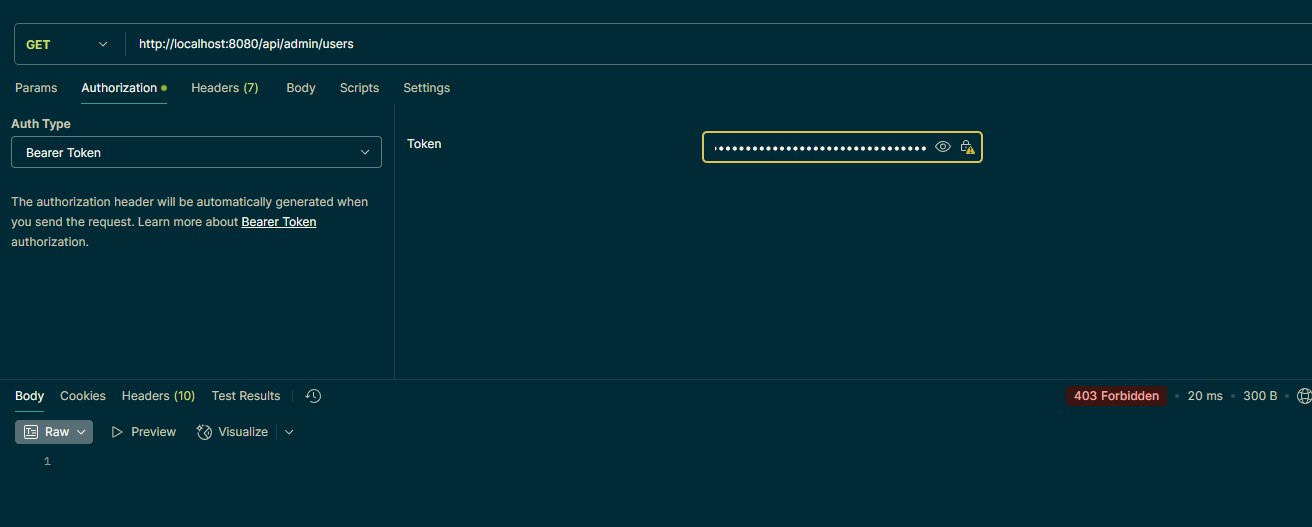 GET http://localhost:8080/api/admin/users
Params Authorization Headers (7) Body Scripts Settings
Auth Type
Bearer Token
The authorization header will be automatically generated when
you send the request. Learn more about Bearer Token
authorization.
Token ••••••••••••••••••••••••••••••••
Body Cookies Headers (10) Test Results 403 Forbidden • 20 ms • 300 B •
Raw Preview Visualize
1